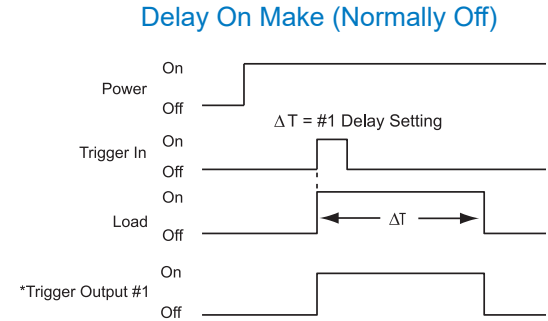 Delay On Make (Normally Off)
On
Power
Off
Δ T = #1 Delay Setting
On
Trigger In
Off
On
Load
ΔT
Off
On
*Trigger Output #1
Off